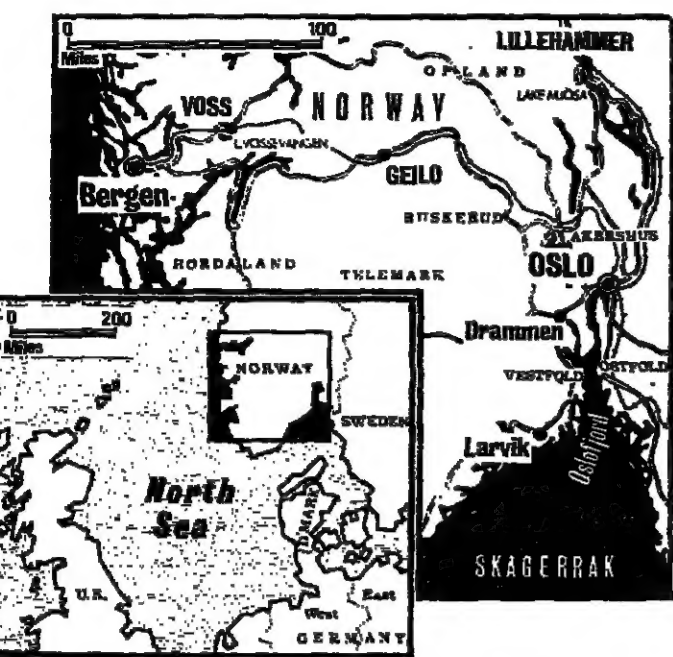 0 100
Miles
LILLEHAMMER
OPLAND
LAKE MJOSA
VOSS
NORWAY
Bergen
GEILO
BUSKERUD
AKERSHUS
HORDALAND
TELEMARK
OSLO
Drammen
VESTFOLD
OSTFOLD
Larvik
Oslofjord
SKAGERRAK
0 200
Miles
NORWAY
SWEDEN
North
Sea
U.K.
West
East
GERMANY